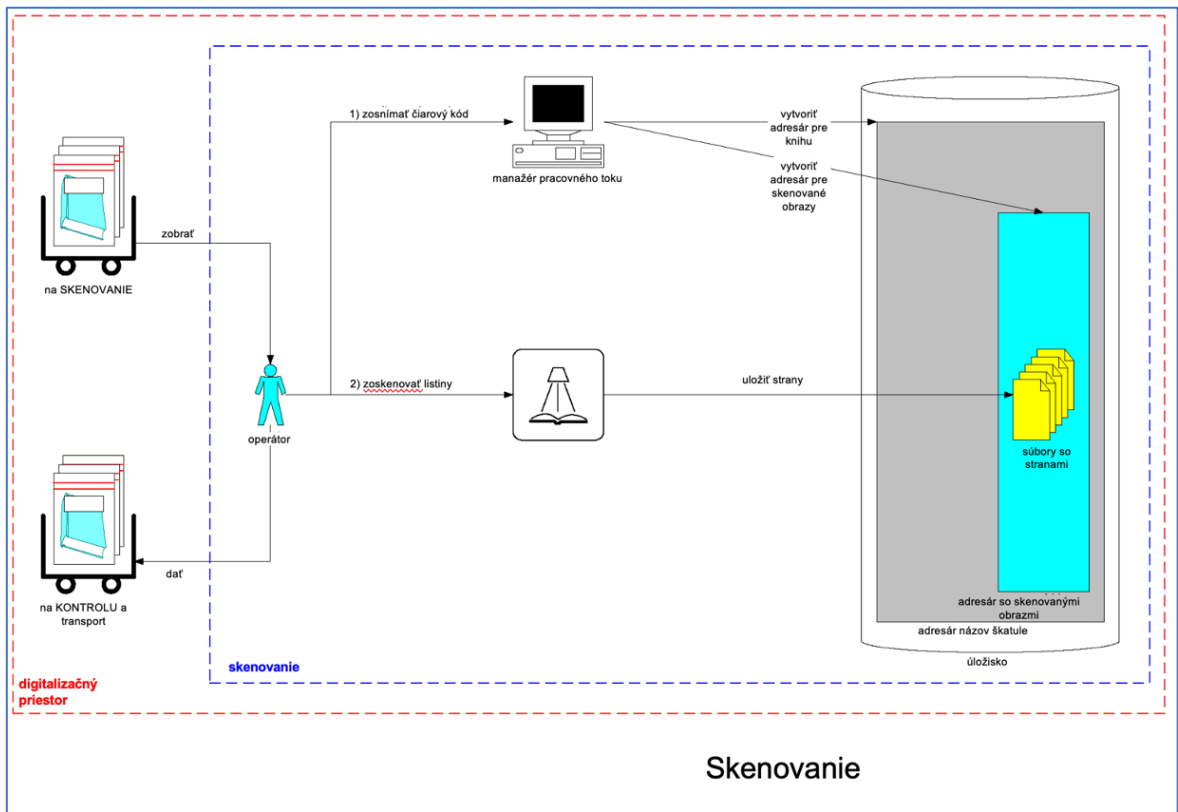 1) zosnímať čiarový kód
manažér pracovného toku
vytvoriť
adresár pre
knihu
vytvoriť
adresár pre
skenované
obrazy
zobrať
na SKENOVANIE
2) zoskenovať listiny
uložiť strany
operátor
súbory so
stranami
dať
na KONTROLU a
transport
adresár so skenovanými
obrazmi
adresár názov škatule
úložisko
skenovanie
digitalizačný
priestor
Skenovanie